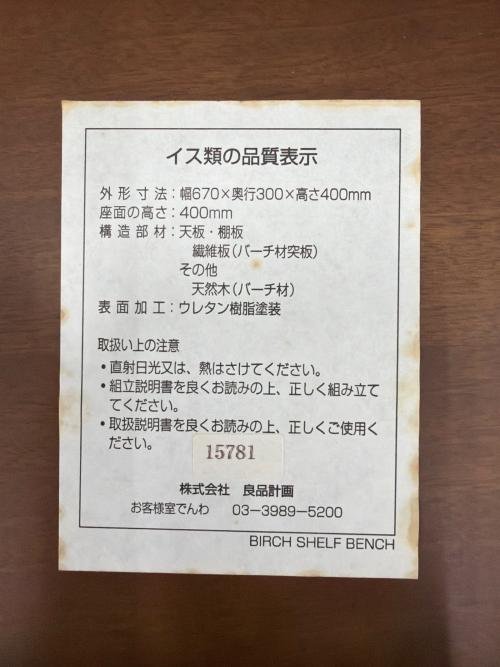 イス類の品質表示
外形寸法：幅670×奥行300×高さ400mm
座面の高さ：400mm
構造部材：天板・棚板
繊維板（バーチ材突板）
その他
天然木（バーチ材）
表面加工：ウレタン樹脂塗装
取扱い上の注意
・直射日光又は、熱はさけてください。
・組立説明書を良くお読みの上、正しく組み立て
てください。
・取扱説明書を良くお読みの上、正しくご使用く
ださい。
15781
株式会社 良品計画
お客様室でんわ 03-3989-5200
BIRCH SHELF BENCH